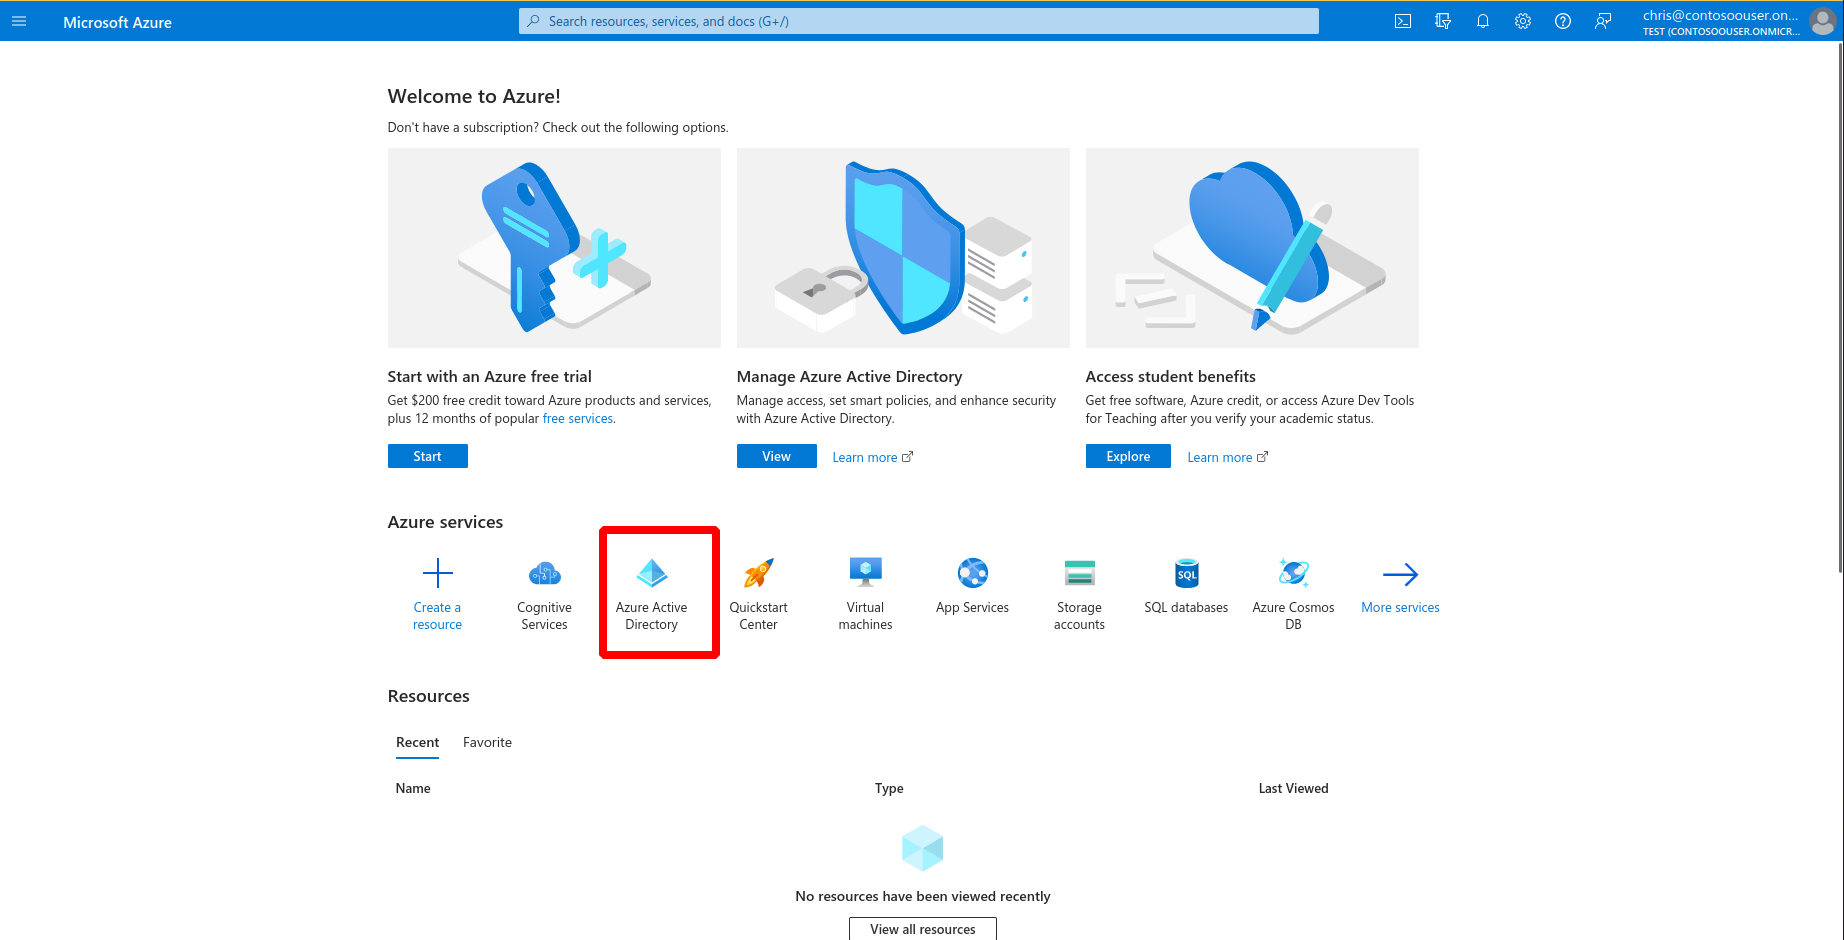 Microsoft Azure
Search resources, services, and docs (G+/)
chris@contosoouser.on...
TEST (CONTOSOOUSER.ONMICR...
Welcome to Azure!
Don't have a subscription? Check out the following options.
Start with an Azure free trial
Get $200 free credit toward Azure products and services,
plus 12 months of popular free services.
Start
Manage Azure Active Directory
Manage access, set smart policies, and enhance security
with Azure Active Directory.
View
Learn more
Access student benefits
Get free software, Azure credit, or access Azure Dev Tools
for Teaching after you verify your academic status.
Explore
Learn more
Azure services
Create a
resource
Cognitive
Services
Azure Active
Directory
Quickstart
Center
Virtual
machines
App Services
Storage
accounts
SQL
SQL databases
Azure Cosmos
DB
More services
Resources
Recent
Favorite
Name
Type
Last Viewed
No resources have been viewed recently
View all resources